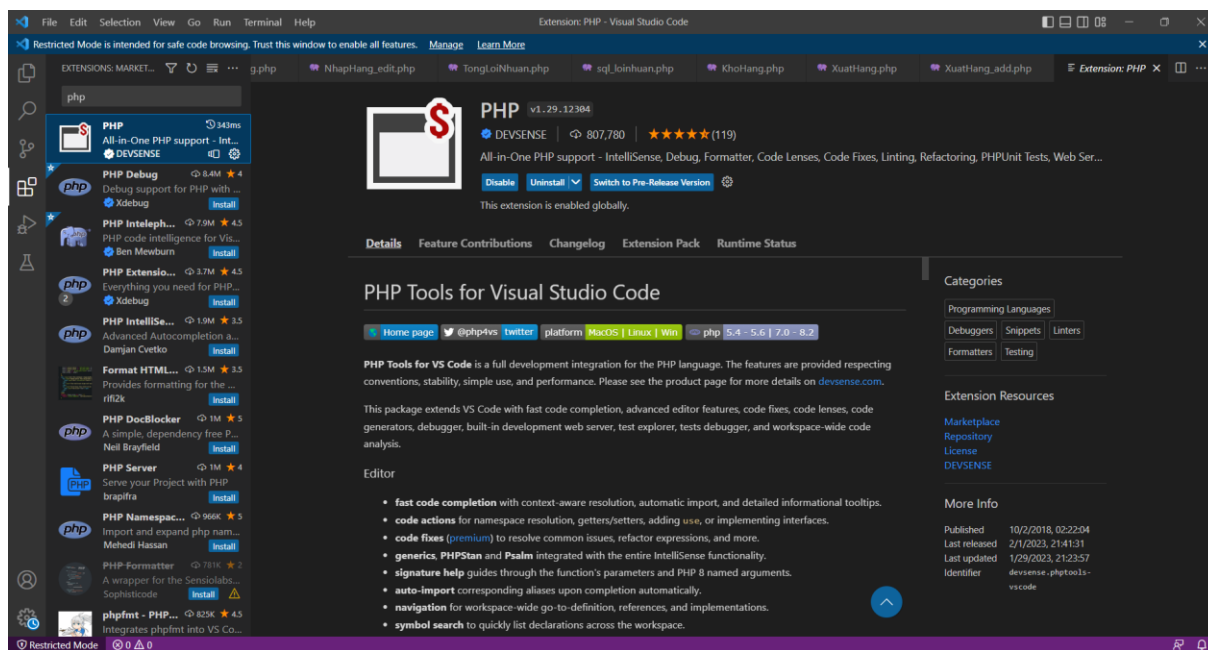 File Edit Selection View Go Run Terminal Help
Extension: PHP - Visual Studio Code
Restricted Mode is intended for safe code browsing. Trust this window to enable all features. Manage Learn More
EXTENSIONS: MARKET...
g.php NhapHang_edit.php TongLoiNhuan.php sql_loinhuan.php KhoHang.php XuatHang.php XuatHang_add.php Extension: PHP
php
PHP 343ms
All-in-One PHP support - Int...
DEVSENSE
PHP Debug 8.4M 4
Debug support for PHP with ...
Xdebug Install
PHP Inteleph... 7.9M 4.5
PHP code intelligence for Vis...
Ben Mewburn Install
PHP Extensio... 3.7M 4.5
Everything you need for PHP...
Xdebug Install
2
PHP IntelliSe... 1.9M 3.5
Advanced Autocompletion a...
Damjan Cvetko Install
Format HTML... 1.5M 3.5
Provides formatting for the ...
rifi2k Install
PHP DocBlocker 1M 5
A simple, dependency free P...
Neil Brayfield Install
PHP Server 1M 4
Serve your Project with PHP
brapifra Install
PHP Namespac... 966K 5
Import and expand php nam...
Mehedi Hassan Install
PHP Formatter 781K 2
A wrapper for the Sensiolabs...
Sophisticode Install
phpfmt - PHP... 825K 4.5
Integrates phpfmt into VS Co...
PHP v1.29.12304
DEVSENSE 807,780 (119)
All-in-One PHP support - IntelliSense, Debug, Formatter, Code Lenses, Code Fixes, Linting, Refactoring, PHPUnit Tests, Web Ser...
Disable Uninstall Switch to Pre-Release Version
This extension is enabled globally.
Details Feature Contributions Changelog Extension Pack Runtime Status
PHP Tools for Visual Studio Code
Home page @php4vs twitter platform MacOS | Linux | Win php 5.4 - 5.6 | 7.0 - 8.2
PHP Tools for VS Code is a full development integration for the PHP language. The features are provided respecting
conventions, stability, simple use, and performance. Please see the product page for more details on devsense.com.
This package extends VS Code with fast code completion, advanced editor features, code fixes, code lenses, code
generators, debugger, built-in development web server, test explorer, tests debugger, and workspace-wide code
analysis.
Editor
• fast code completion with context-aware resolution, automatic import, and detailed informational tooltips.
• code actions for namespace resolution, getters/setters, adding use, or implementing interfaces.
• code fixes (premium) to resolve common issues, refactor expressions, and more.
• generics, PHPStan and Psalm integrated with the entire IntelliSense functionality.
• signature help guides through the function's parameters and PHP 8 named arguments.
• auto-import corresponding aliases upon completion automatically.
• navigation for workspace-wide go-to-definition, references, and implementations.
• symbol search to quickly list declarations across the workspace.
Categories
Programming Languages
Debuggers Snippets Linters
Formatters Testing
Extension Resources
Marketplace
Repository
License
DEVSENSE
More Info
Published 10/2/2018, 02:22:04
Last released 2/1/2023, 21:41:31
Last updated 1/29/2023, 21:23:57
Identifier devsense.phptools-vscode
Restricted Mode 0 0